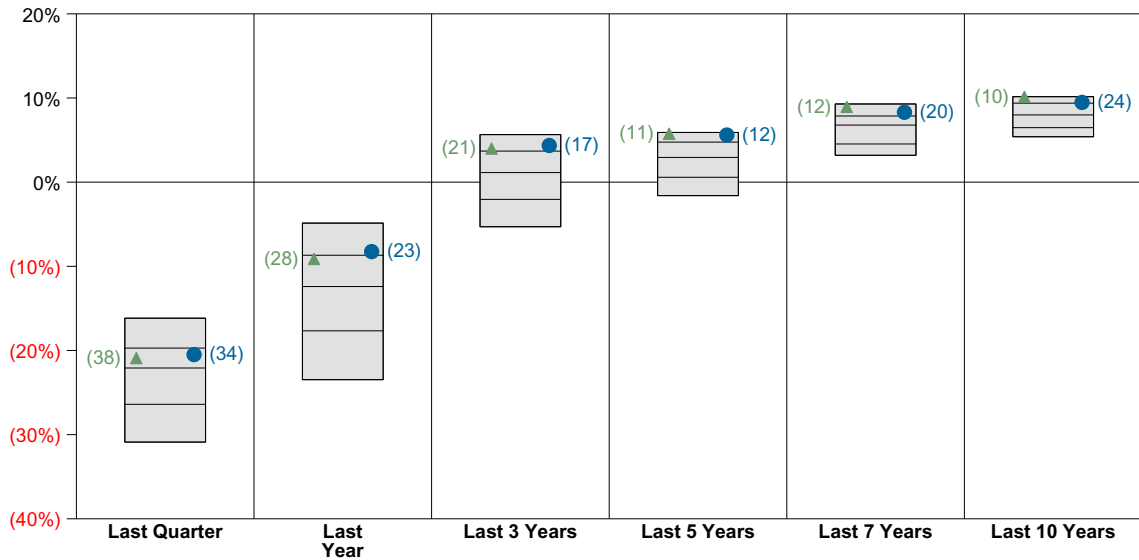 20%
10%
0%
(10%)
(20%)
(30%)
(40%)
(38)
(34)
(28)
(23)
(21)
(17)
(11)
(12)
(12)
(20)
(10)
(24)
Last Quarter
Last
Year
Last 3 Years
Last 5 Years
Last 7 Years
Last 10 Years